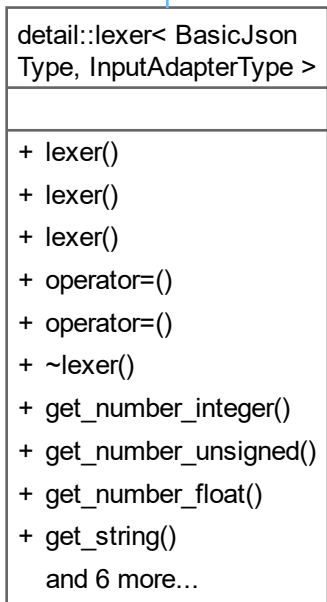 detail::lexer< BasicJson
Type, InputAdapterType >
+ lexer()
+ lexer()
+ lexer()
+ operator=()
+ operator=()
+ ~lexer()
+ get_number_integer()
+ get_number_unsigned()
+ get_number_float()
+ get_string()
and 6 more...